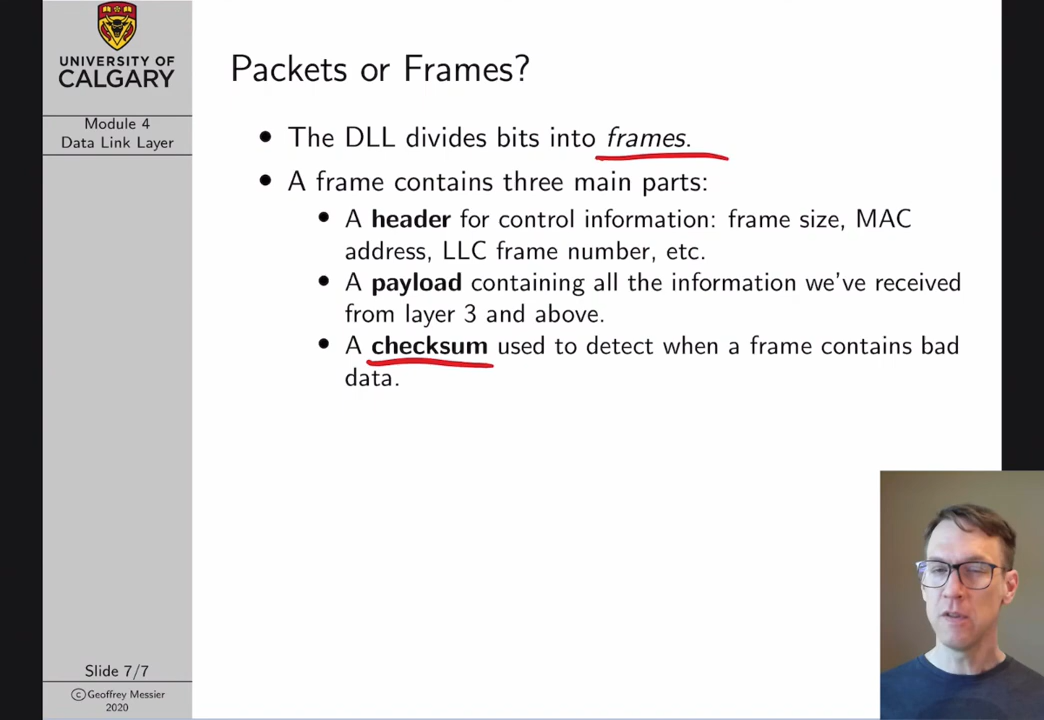 UNIVERSITY OF
CALGARY
Module 4
Data Link Layer
Packets or Frames?
• The DLL divides bits into frames.
• A frame contains three main parts:
• A header for control information: frame size, MAC
address, LLC frame number, etc.
• A payload containing all the information we've received
from layer 3 and above.
• A checksum used to detect when a frame contains bad
data.
Slide 7/7
©Geoffrey Messier
2020